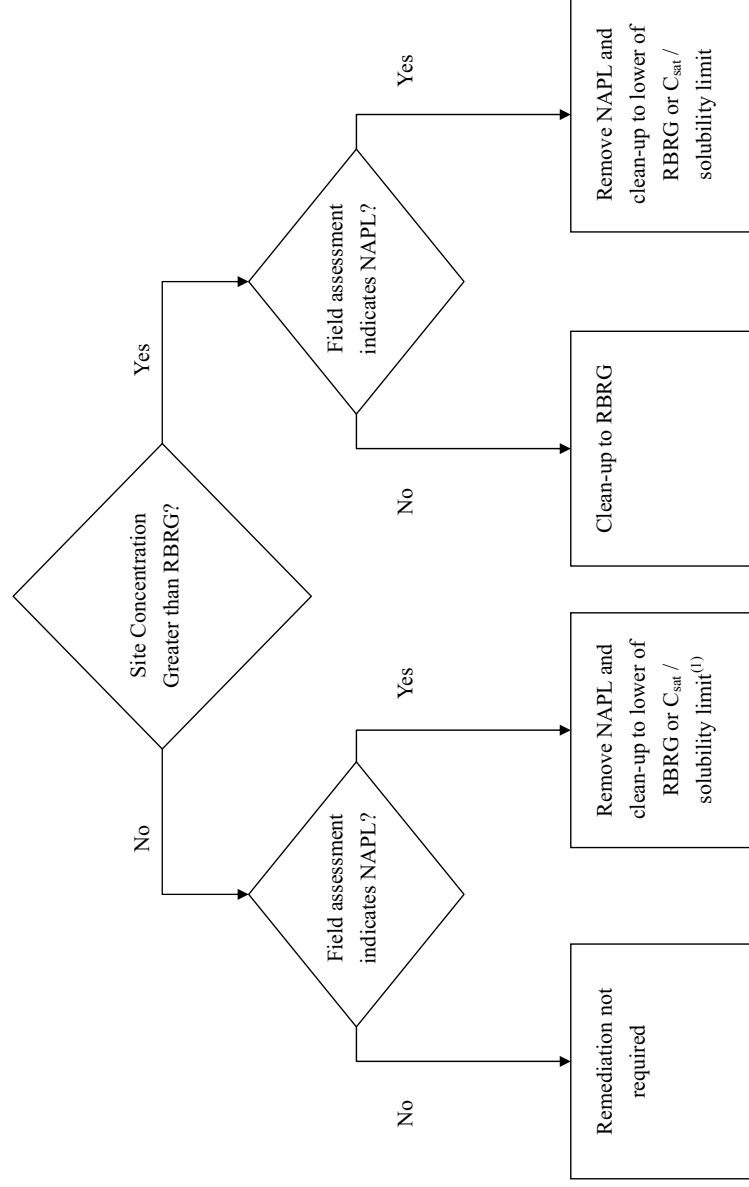 Site Concentration
Greater than RBRG?
No
Yes
Field assessment
indicates NAPL?
Field assessment
indicates NAPL?
No
Yes
No
Yes
Remediation not
required
Remove NAPL and
clean-up to lower of
RBRG or Csat /
solubility limit(1)
Clean-up to RBRG
Remove NAPL and
clean-up to lower of
RBRG or Csat /
solubility limit